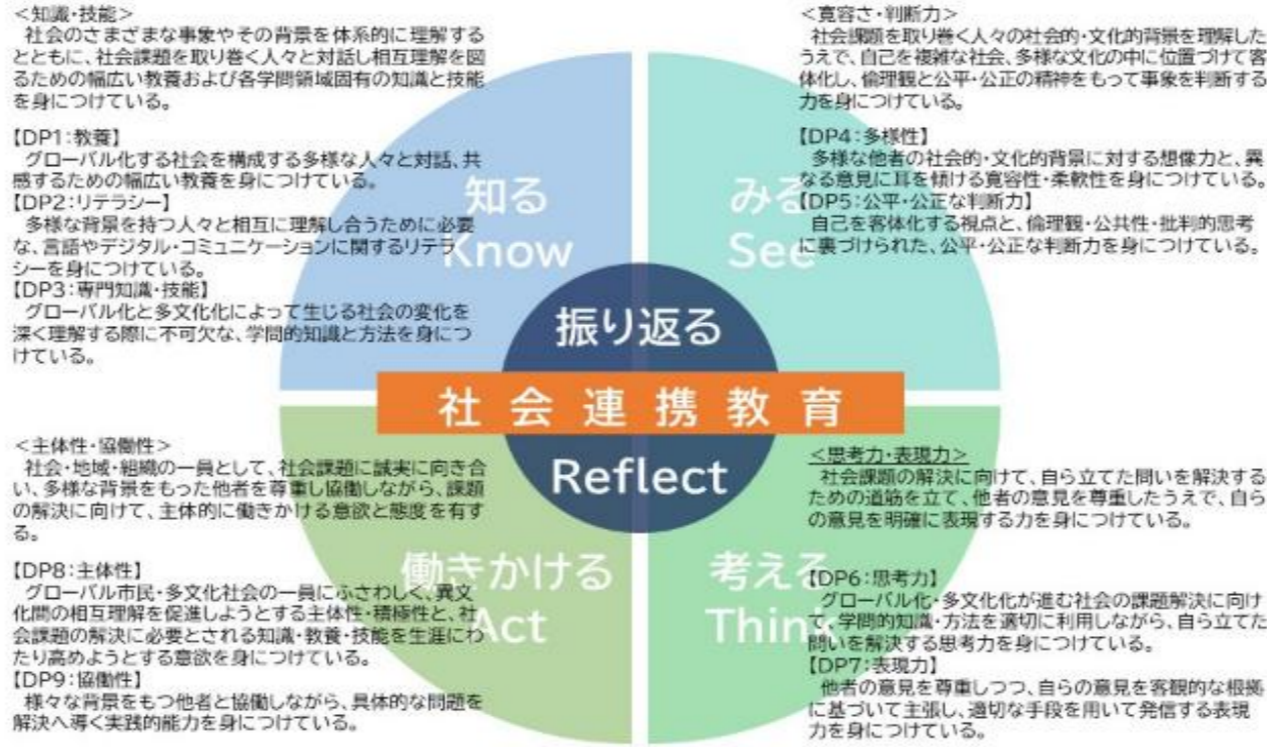 <知識・技能>
社会のさまざまな事象やその背景を体系的に理解する
とともに、社会課題を取り巻く人々と対話し相互理解を図
るための幅広い教養および各学問領域固有の知識と技能
を身につけている。
【DP1:教養】
グローバル化する社会を構成する多様な人々と対話、共
感するための幅広い教養を身につけている。
【DP2:リテラシー】
多様な背景を持つ人々と相互に理解し合うために必要
な、言語やデジタル・コミュニケーションに関するリテラ
シーを身につけている。
【DP3:専門知識・技能】
グローバル化と多文化化によって生じる社会の変化を
深く理解する際に不可欠な、学問的知識と方法を身につ
けている。
知る
Know
<寛容さ・判断力>
社会課題を取り巻く人々の社会的・文化的背景を理解した
うえで、自己を複雑な社会、多様な文化の中に位置づけて客
体化し、倫理観と公平・公正の精神をもって事象を判断する
力を身につけている。
【DP4:多様性】
多様な他者の社会的・文化的背景に対する想像力と、異
なる意見に耳を傾ける寛容性・柔軟性を身につけている。
【DP5:公平・公正な判断力】
自己を客体化する視点と、倫理観・公共性・批判的思考
に裏づけられた、公平・公正な判断力を身につけている。
みる
See
振り返る
社会連携教育
Reflect
<主体性・協働性>
社会・地域・組織の一員として、社会課題に誠実に向き合
い、多様な背景をもった他者を尊重し協働しながら、課題
の解決に向けて、主体的に働きかける意欲と態度を有す
る。
【DP8:主体性】
グローバル市民・多文化社会の一員にふさわしく、異文
化間の相互理解を促進しようとする主体性・積極性と、社
会課題の解決に必要とされる知識・教養・技能を生涯にわ
たり高めようとする意欲を身につけている。
【DP9:協働性】
様々な背景をもつ他者と協働しながら、具体的な問題を
解決へ導く実践的能力を身につけている。
働きかける
Act
<思考力・表現力>
社会課題の解決に向けて、自ら立てた問いを解決する
ための道筋を立て、他者の意見を尊重したうえで、自ら
の意見を明確に表現する力を身につけている。
【DP6:思考力】
グローバル化・多文化化が進む社会の課題解決に向け
て、学問的知識・方法を適切に利用しながら、自ら立てた
問いを解決する思考力を身につけている。
【DP7:表現力】
他者の意見を尊重しつつ、自らの意見を客観的な根拠
に基づいて主張し、適切な手段を用いて発信する表現
力を身につけている。
考える
Think